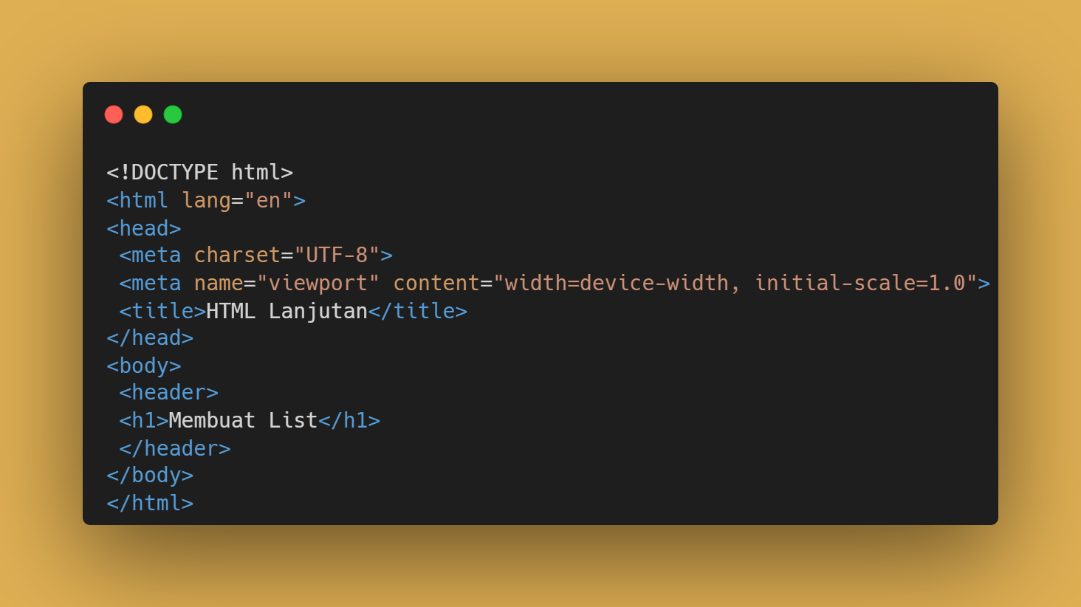 <!DOCTYPE html>
<html lang="en">
<head>
 <meta charset="UTF-8">
 <meta name="viewport" content="width=device-width, initial-scale=1.0">
 <title>HTML Lanjutan</title>
</head>
<body>
 <header>
 <h1>Membuat List</h1>
 </header>
</body>
</html>